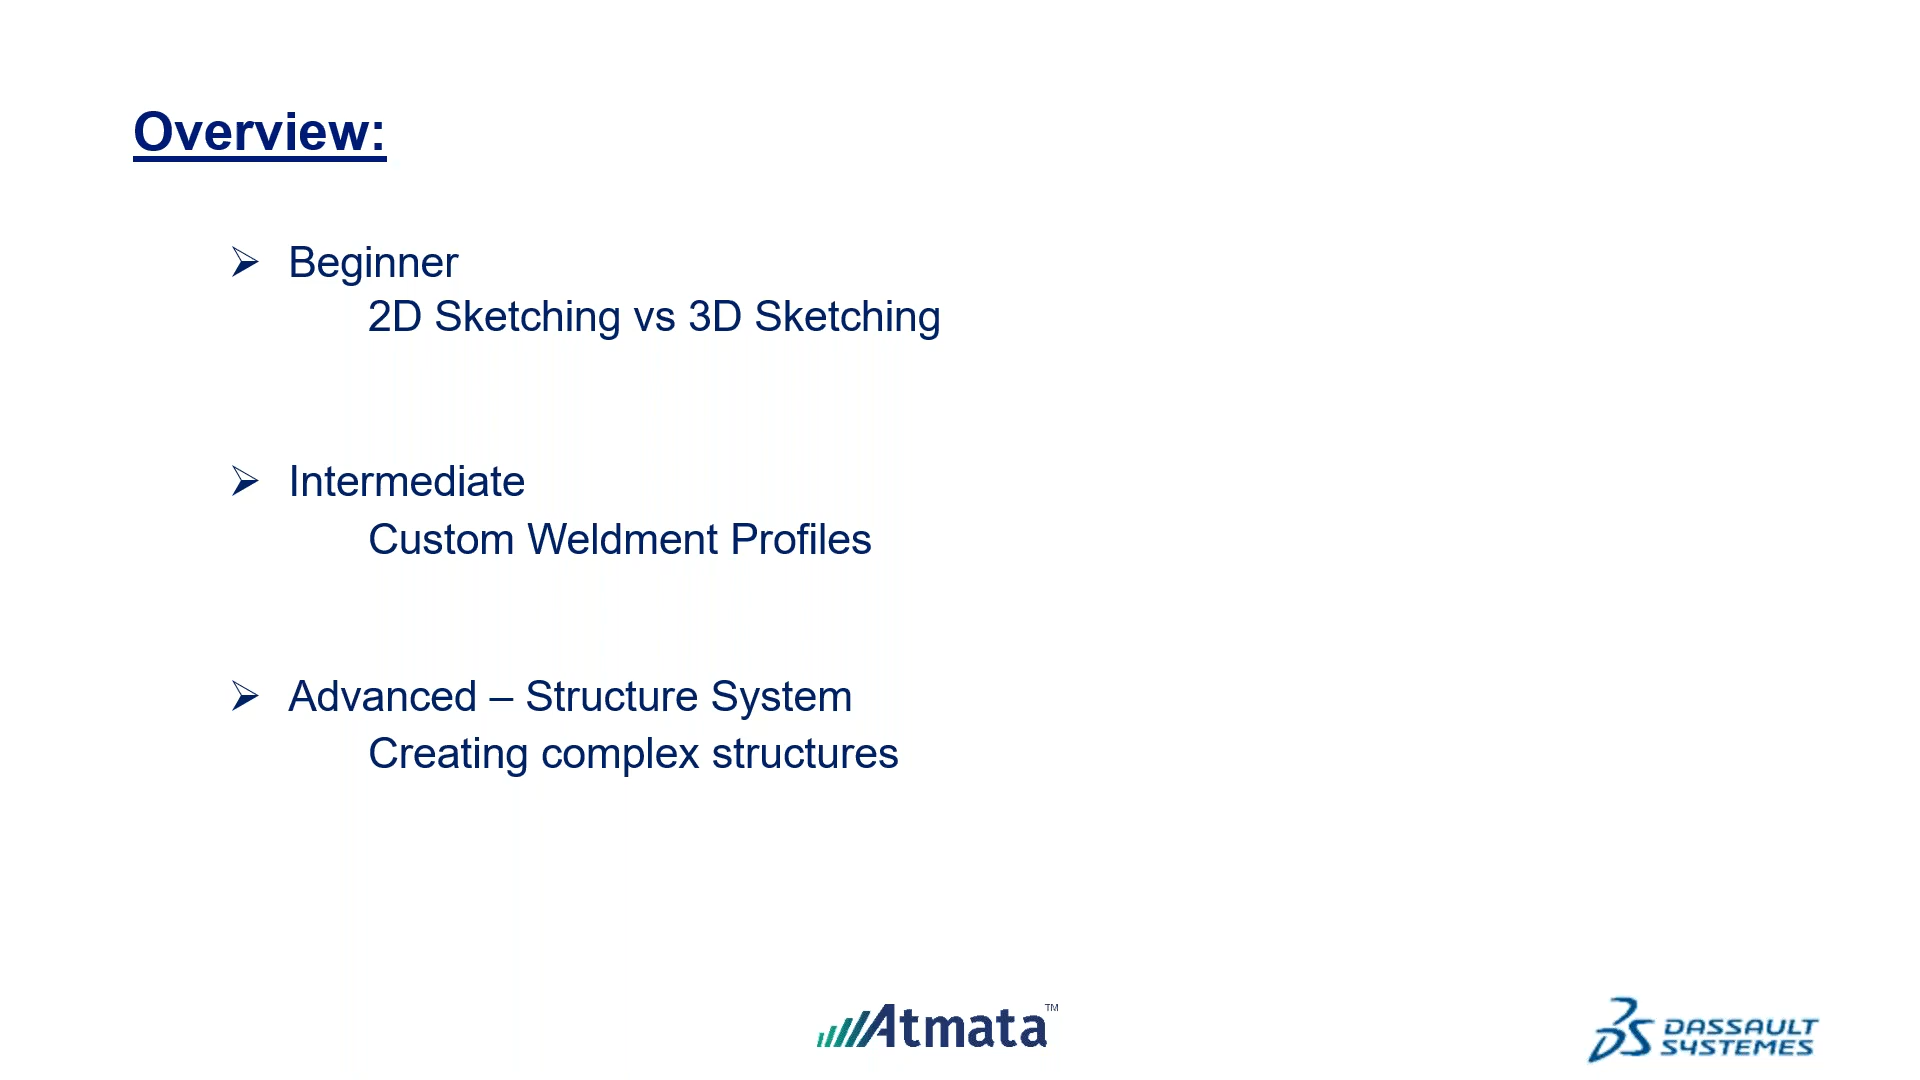 Overview:
➢ Beginner
2D Sketching vs 3D Sketching
➢ Intermediate
Custom Weldment Profiles
➢ Advanced – Structure System
Creating complex structures
Atmata™
DASSAULT
SYSTEMES